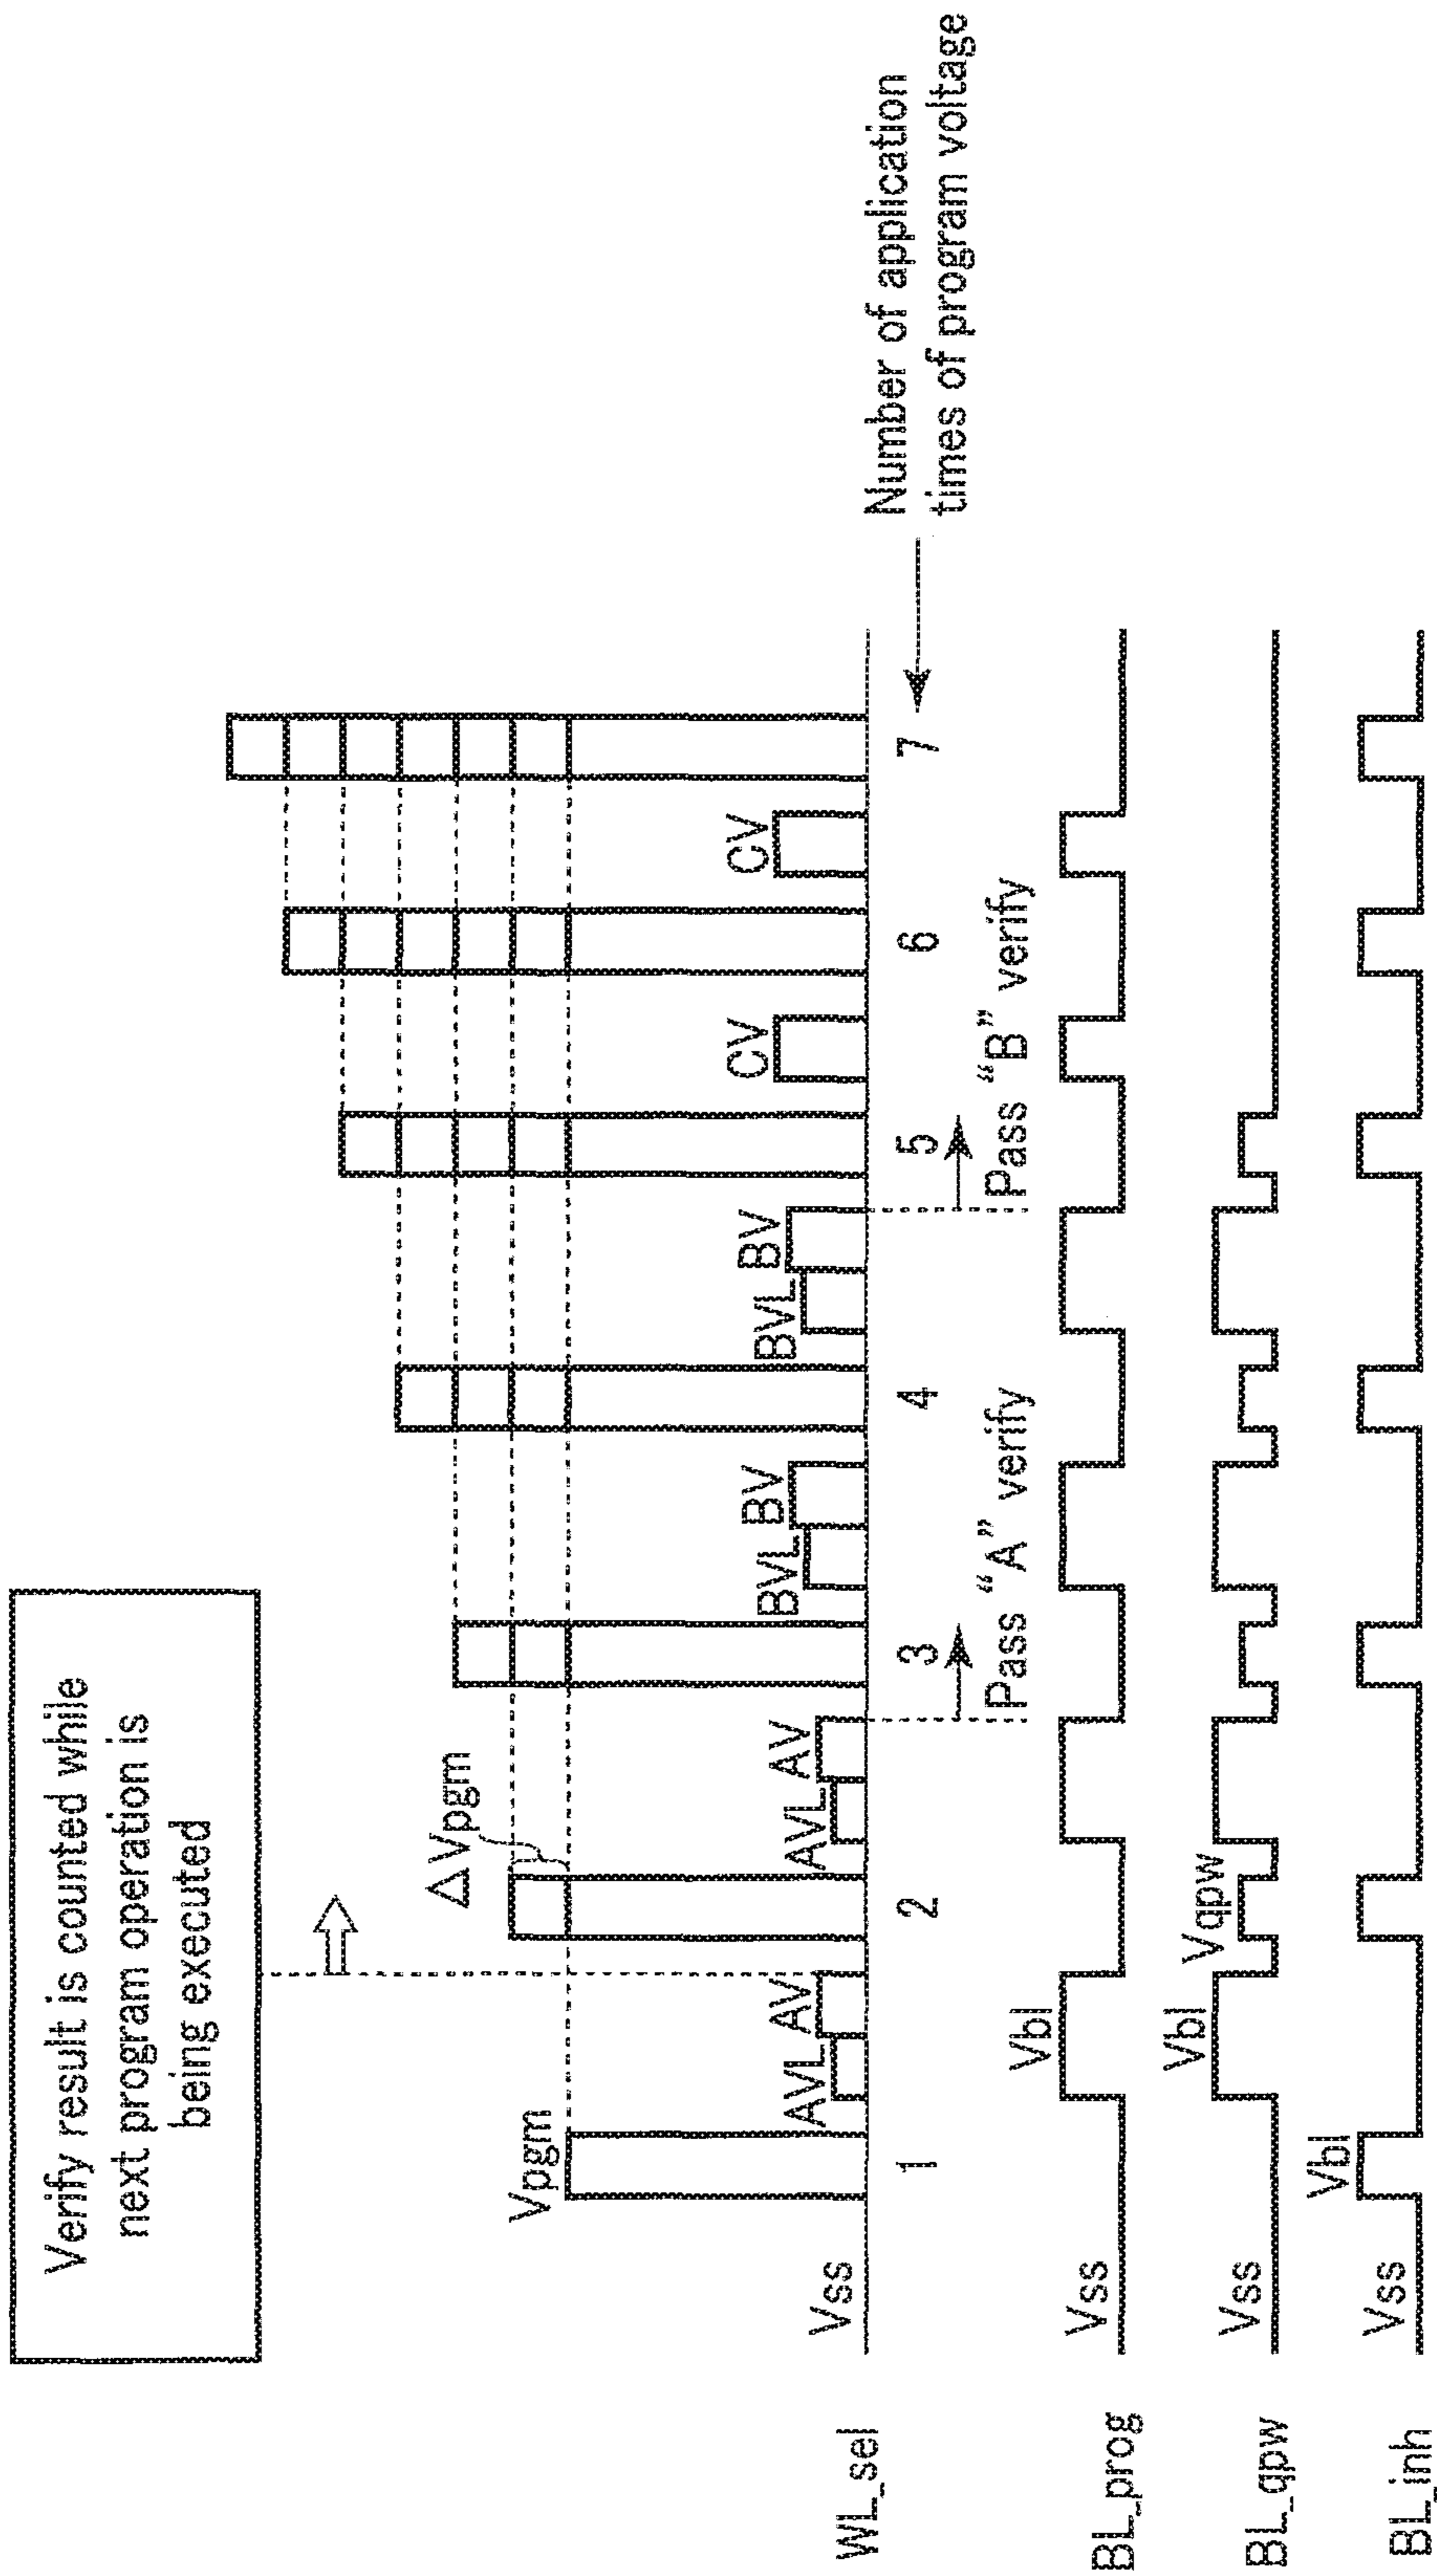 Verify result is counted while
next program operation is
being executed
Vpgm
ΔVpgm
AVL AV
AVL AV
BVL BV
BVL BV
CV
CV
WL_sel
Vss
1 2 3 4 5 6 7
Number of application
times of program voltage
Pass “A” verify
Pass “B” verify
BL_prog
Vss
Vbl
BL_qpw
Vss
Vbl
Vqpw
BL_inh
Vss
Vbl